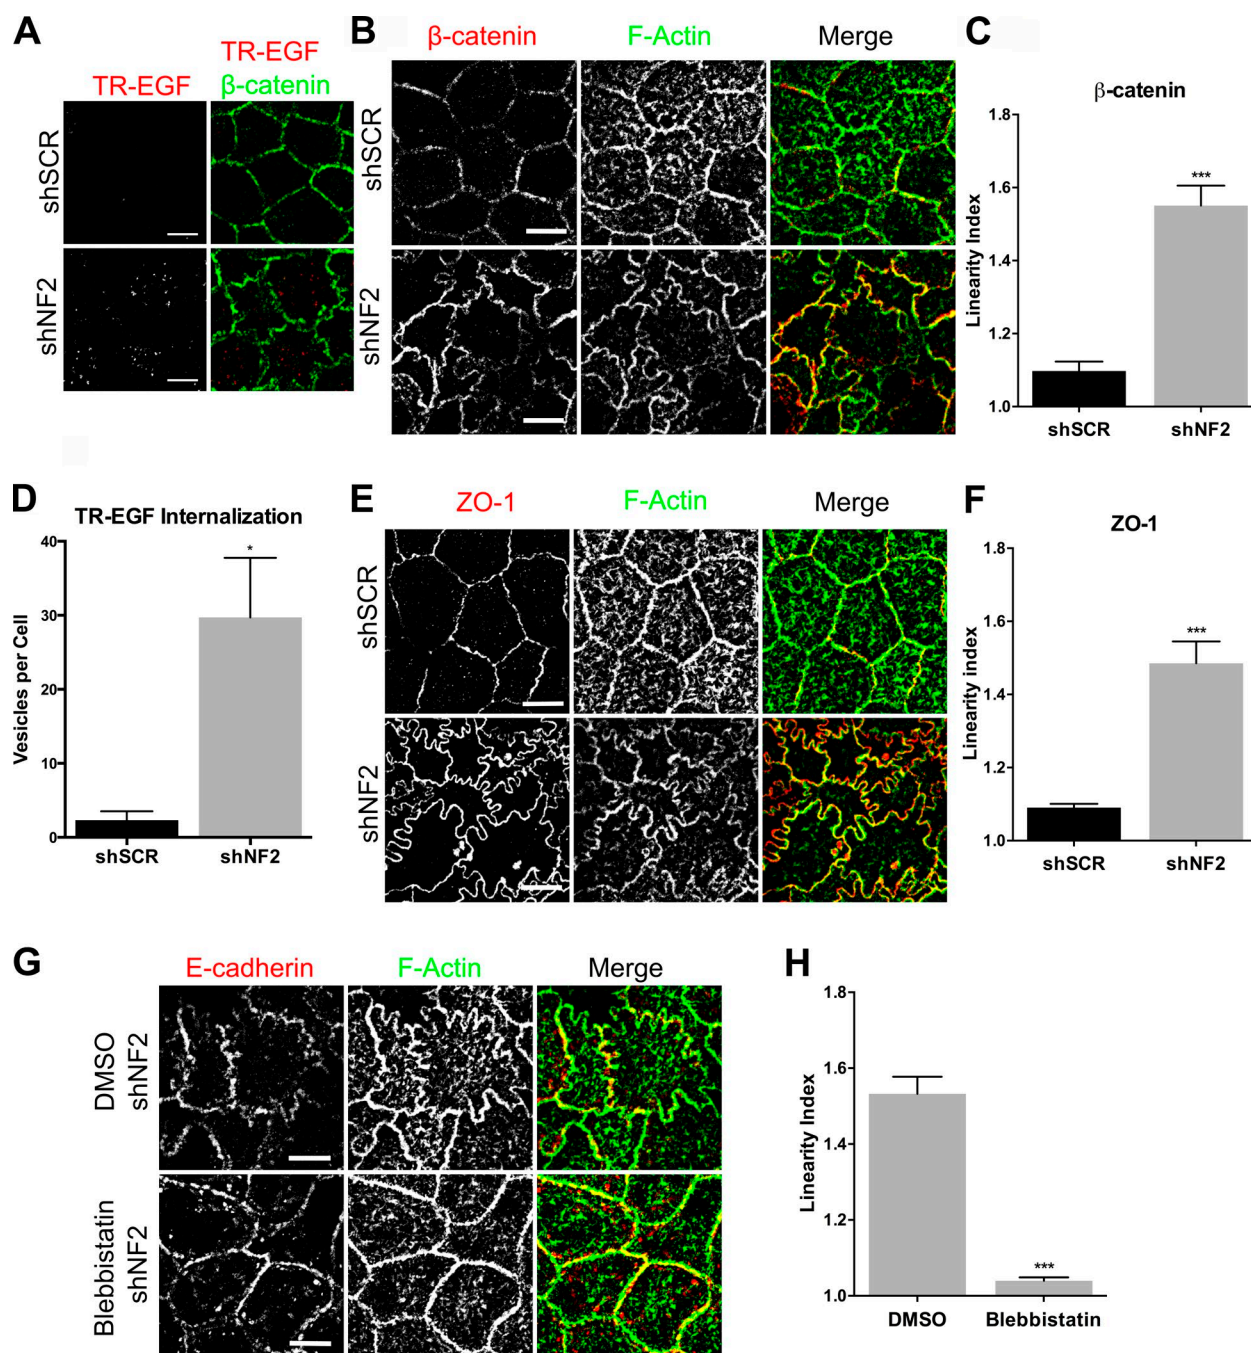 A
TR-EGF
TR-EGF
β-catenin
shSCR
shNF2
B
β-catenin
F-Actin
Merge
shSCR
shNF2
C
β-catenin
Linearity Index
1.8
1.6
1.4
1.2
1.0
***
shSCR
shNF2
D
TR-EGF Internalization
Vesicles per Cell
40
30
20
10
0
*
shSCR
shNF2
E
ZO-1
F-Actin
Merge
shSCR
shNF2
F
ZO-1
Linearity index
1.8
1.6
1.4
1.2
1.0
***
shSCR
shNF2
G
E-cadherin
F-Actin
Merge
DMSO
shNF2
Blebbistatin
shNF2
H
Linearity Index
1.8
1.6
1.5
1.4
1.2
1.0
***
DMSO
Blebbistatin